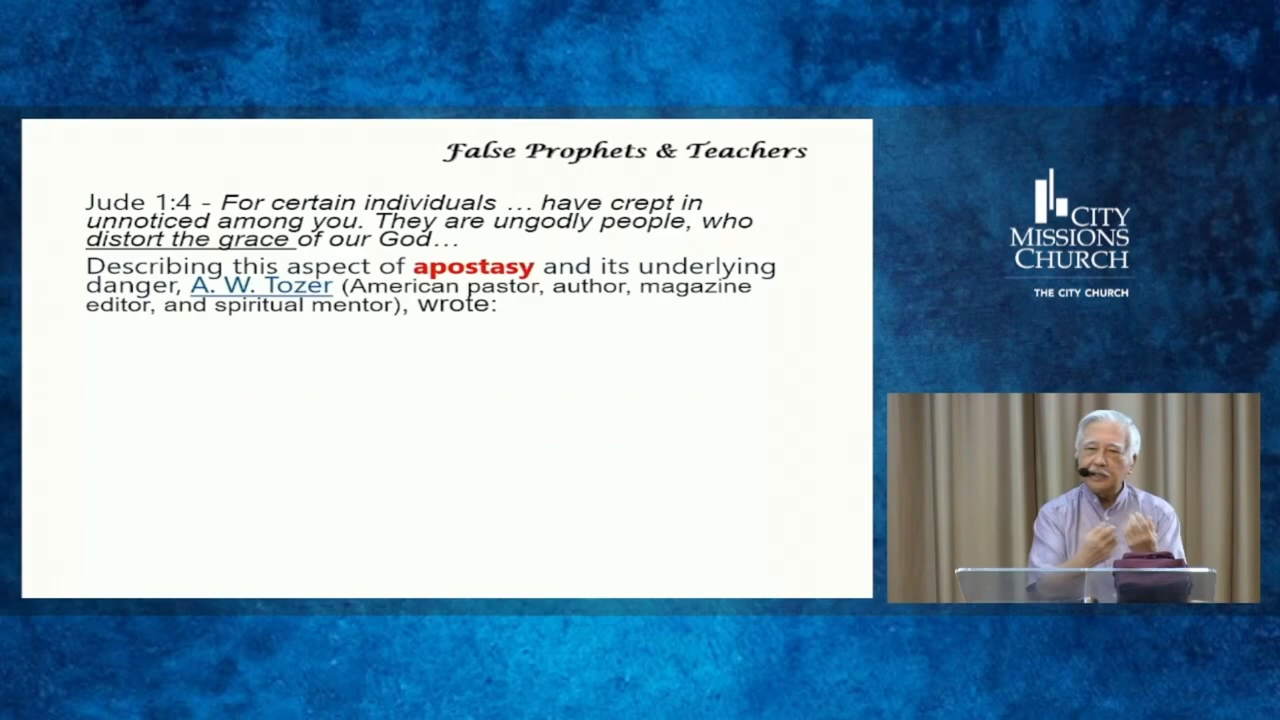 False Prophets & Teachers
Jude 1:4 - For certain individuals … have crept in
unnoticed among you. They are ungodly people, who
distort the grace of our God…
Describing this aspect of apostasy and its underlying
danger, A. W. Tozer (American pastor, author, magazine
editor, and spiritual mentor), wrote:
CITY
MISSIONS
CHURCH
THE CITY CHURCH